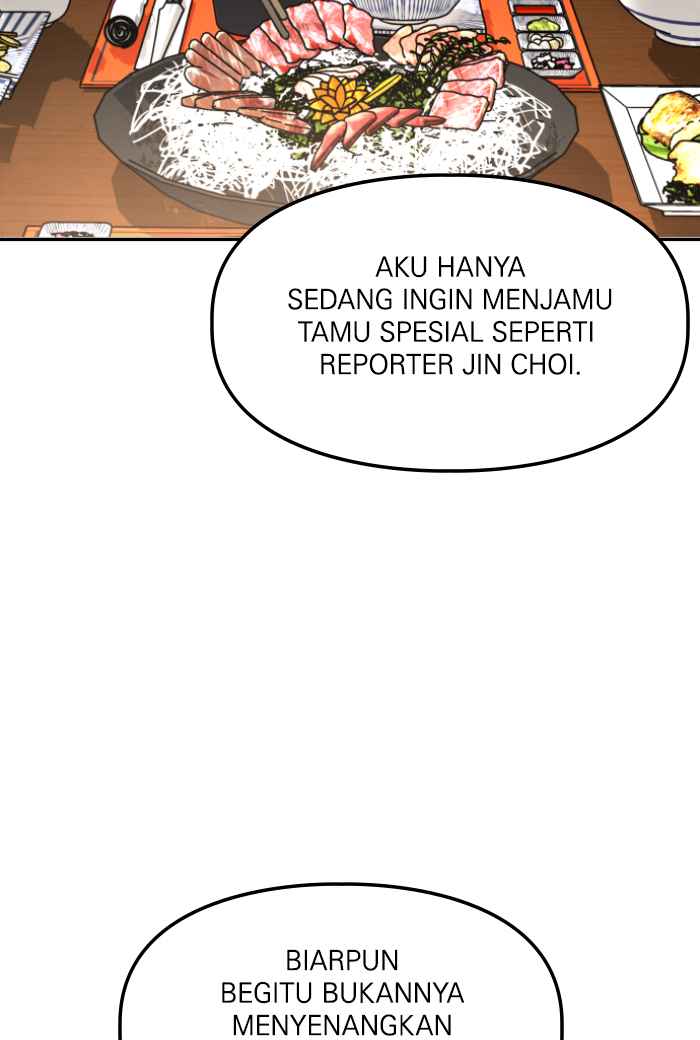 AKU HANYA
SEDANG INGIN MENJAMU
TAMU SPESIAL SEPERTI
REPORTER JIN CHOI.
BIARPUN
BEGITU BUKANNYA
MENYENANGKAN